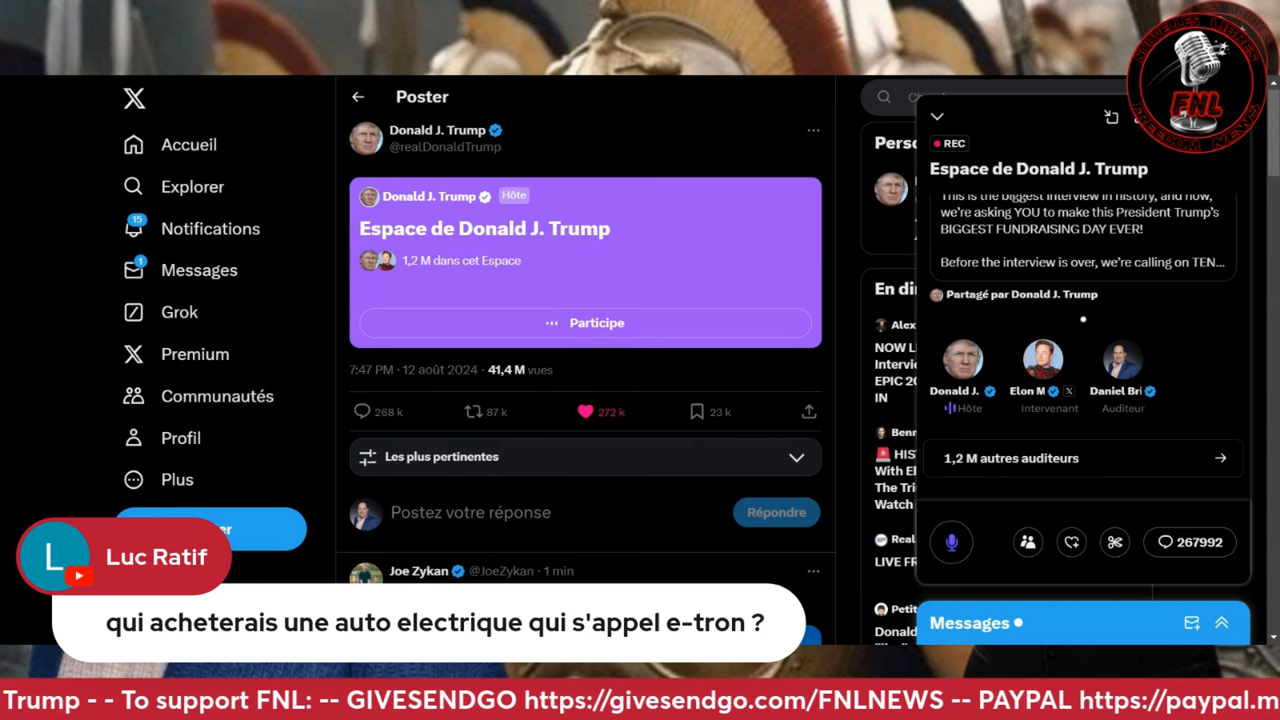 Poster
Donald J. Trump
@realDonaldTrump
Donald J. Trump Hôte
Espace de Donald J. Trump
1,2 M dans cet Espace
Participe
7:47 PM · 12 août 2024 · 41,4 M vues
268 k 87 k 272 k 23 k
Les plus pertinentes
Postez votre réponse
Répondre
Joe Zykan @JoeZykan · 1 min
Accueil
Explorer
15
Notifications
1
Messages
Grok
Premium
Communautés
Profil
Plus
Perso
En di
Alex
NOW L
Intervi
EPIC 20
IN
Benn
HIS
With El
The Tri
Watch
Real
LIVE FR
Petit
Donald
REC
Espace de Donald J. Trump
This is the biggest interview in history, and now,
we're asking YOU to make this President Trump's
BIGGEST FUNDRAISING DAY EVER!
Before the interview is over, we're calling on TEN...
Partagé par Donald J. Trump
Donald J. Elon M Daniel Bri
Hôte Intervenant Auditeur
1,2 M autres auditeurs
267992
Messages
FNL
FREEDOM NEWS
L
Luc Ratif
qui acheterais une auto electrique qui s'appel e-tron ?
Trump - - To support FNL: -- GIVESENDGO https://givesendgo.com/FNLNEWS -- PAYPAL https://paypal.m